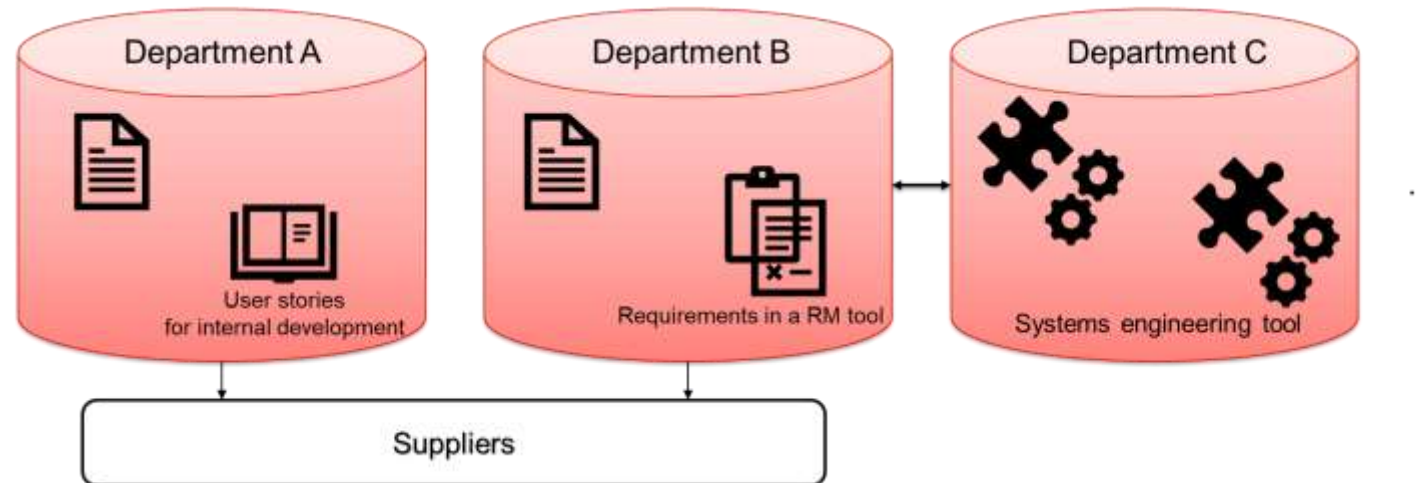 Department A
Department B
Department C
User stories
for internal development
Requirements in a RM tool
Systems engineering tool
Suppliers